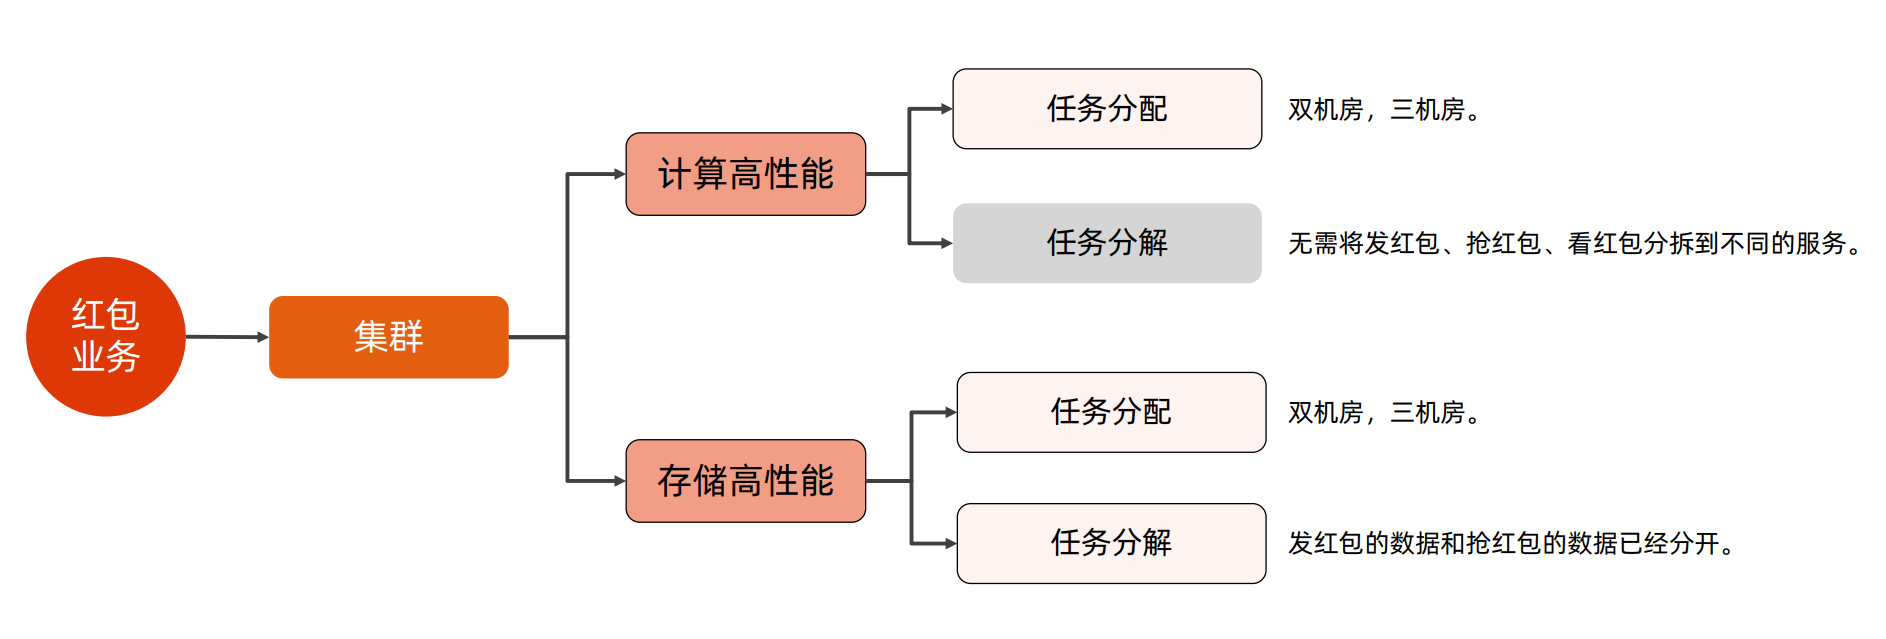 红包
业务
集群
计算高性能
任务分配
双机房，三机房。
任务分解
无需将发红包、抢红包、看红包分拆到不同的服务。
存储高性能
任务分配
双机房，三机房。
任务分解
发红包的数据和抢红包的数据已经分开。